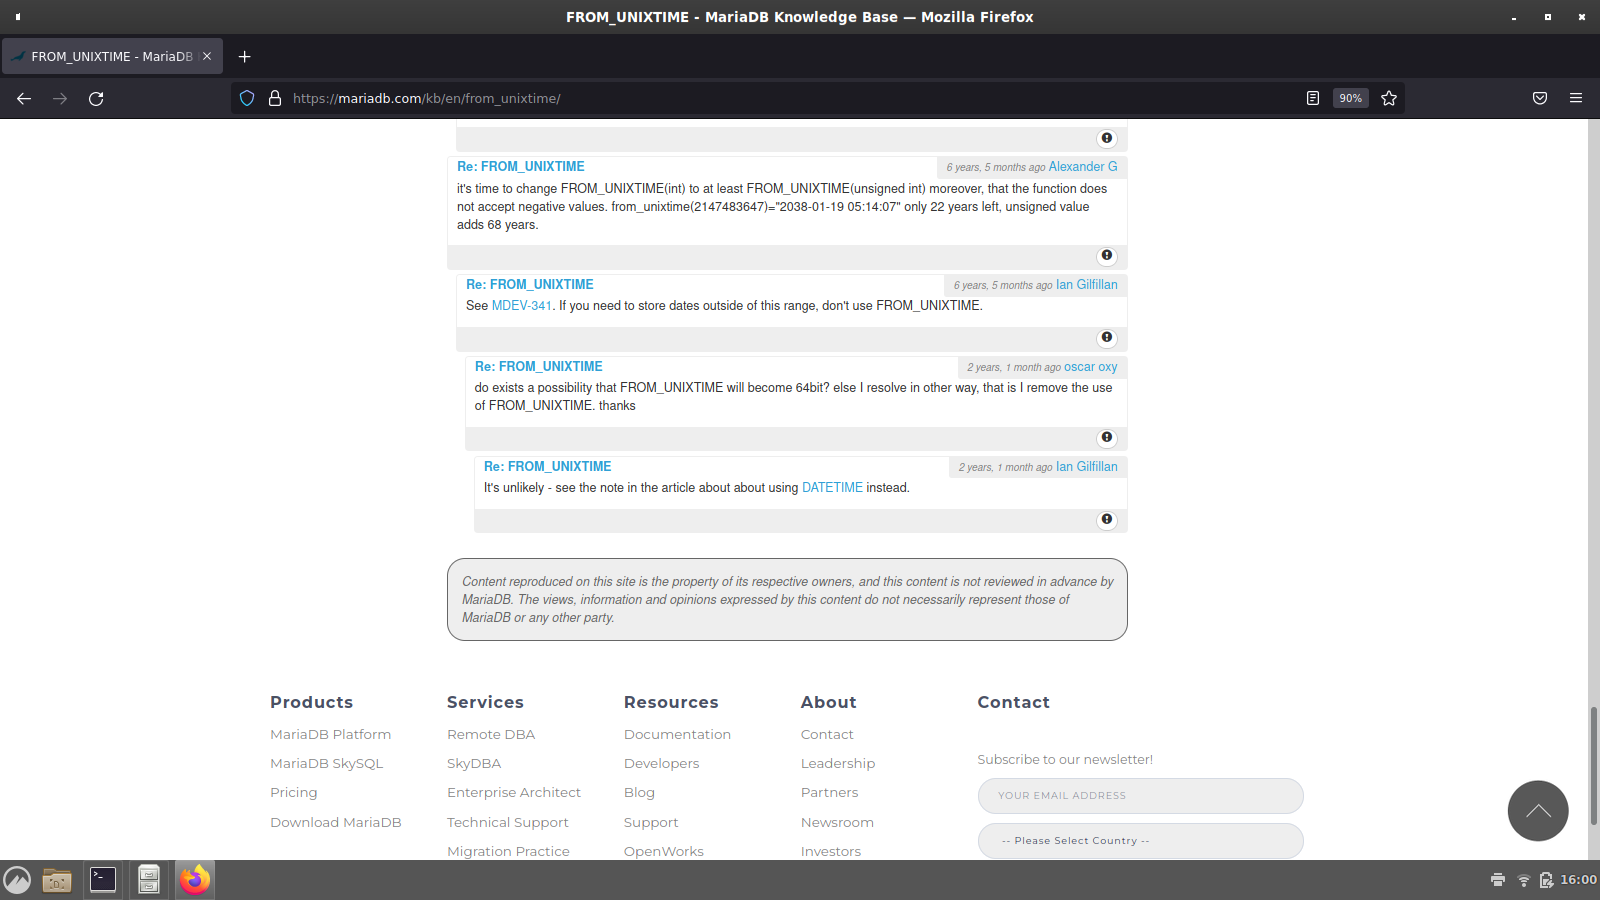 FROM_UNIXTIME - MariaDB Knowledge Base — Mozilla Firefox
FROM_UNIXTIME - MariaDB
https://mariadb.com/kb/en/from_unixtime/
90%
Re: FROM_UNIXTIME
6 years, 5 months ago Alexander G
it's time to change FROM_UNIXTIME(int) to at least FROM_UNIXTIME(unsigned int) moreover, that the function does
not accept negative values. from_unixtime(2147483647)="2038-01-19 05:14:07" only 22 years left, unsigned value
adds 68 years.
Re: FROM_UNIXTIME
6 years, 5 months ago Ian Gilfillan
See MDEV-341. If you need to store dates outside of this range, don't use FROM_UNIXTIME.
Re: FROM_UNIXTIME
2 years, 1 month ago oscar oxy
do exists a possibility that FROM_UNIXTIME will become 64bit? else I resolve in other way, that is I remove the use
of FROM_UNIXTIME. thanks
Re: FROM_UNIXTIME
2 years, 1 month ago Ian Gilfillan
It's unlikely - see the note in the article about about using DATETIME instead.
Content reproduced on this site is the property of its respective owners, and this content is not reviewed in advance by
MariaDB. The views, information and opinions expressed by this content do not necessarily represent those of
MariaDB or any other party.
Products
MariaDB Platform
MariaDB SkySQL
Pricing
Download MariaDB
Services
Remote DBA
SkyDBA
Enterprise Architect
Technical Support
Migration Practice
Resources
Documentation
Developers
Blog
Support
OpenWorks
About
Contact
Leadership
Partners
Newsroom
Investors
Contact
Subscribe to our newsletter!
YOUR EMAIL ADDRESS
-- Please Select Country --
16:00